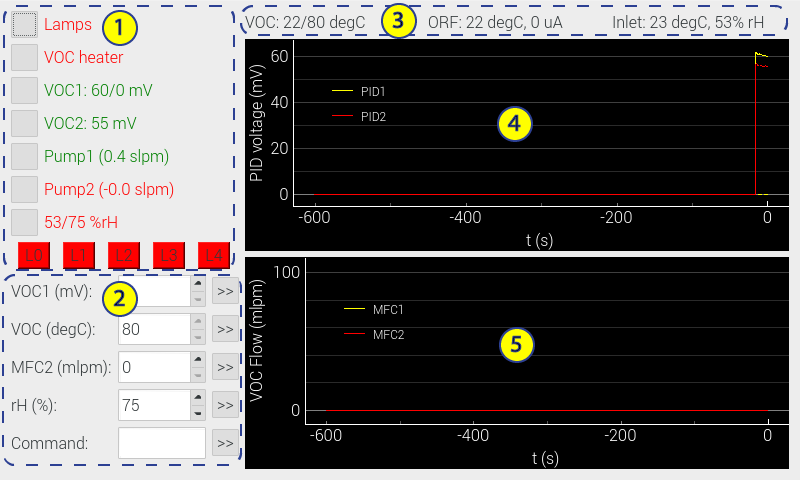 Lamps
1
VOC heater
VOC1: 60/0 mV
VOC2: 55 mV
Pump1 (0.4 slpm)
Pump2 (-0.0 slpm)
53/75 %rH
L0 L1 L2 L3 L4
2
VOC1 (mV): >>
VOC (degC): 80 >>
MFC2 (mlpm): 0 >>
rH (%): 75 >>
Command: >>
3
VOC: 22/80 degC ORF: 22 degC, 0 uA Inlet: 23 degC, 53% rH
PID voltage (mV)
60
40
20
0
PID1
PID2
4
-600 -400 -200 0
t (s)
VOC Flow (mlpm)
100
0
MFC1
MFC2
5
-600 -400 -200 0
t (s)